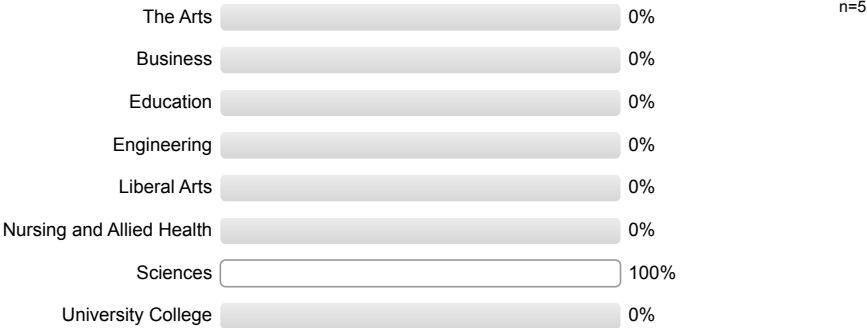 The Arts 0% n=5
Business 0%
Education 0%
Engineering 0%
Liberal Arts 0%
Nursing and Allied Health 0%
Sciences 100%
University College 0%